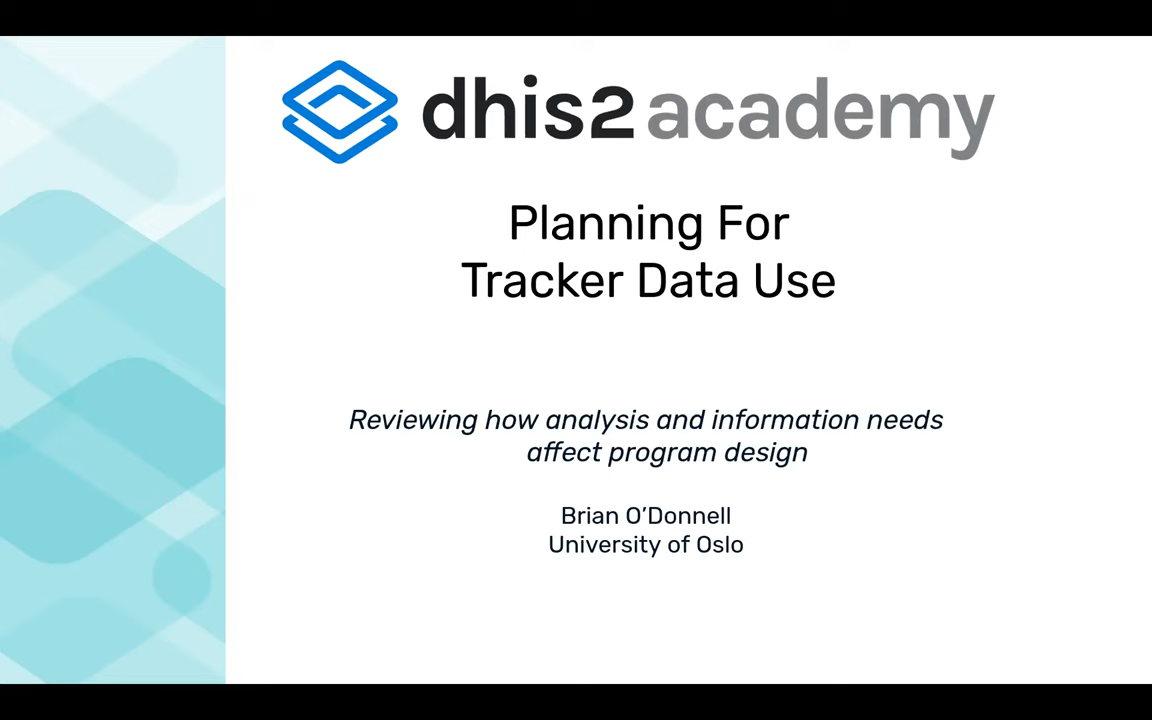 dhis2 academy
Planning For
Tracker Data Use
Reviewing how analysis and information needs
affect program design
Brian O’Donnell
University of Oslo